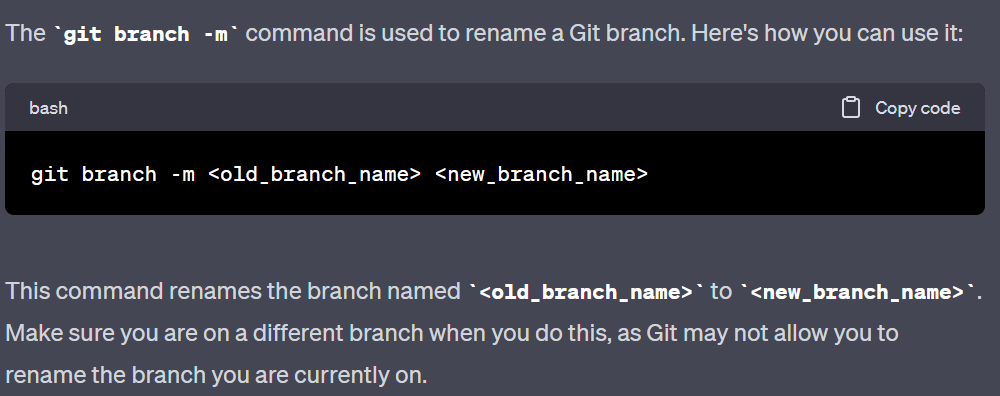 The `git branch -m` command is used to rename a Git branch. Here's how you can use it:
bash
Copy code
git branch -m <old_branch_name> <new_branch_name>
This command renames the branch named `<old_branch_name>` to `<new_branch_name>`.
Make sure you are on a different branch when you do this, as Git may not allow you to
rename the branch you are currently on.